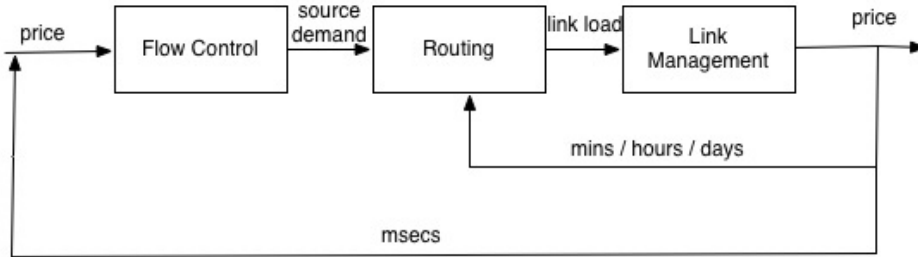 price
Flow Control
source
demand
Routing
link load
Link
Management
price
mins / hours / days
msecs